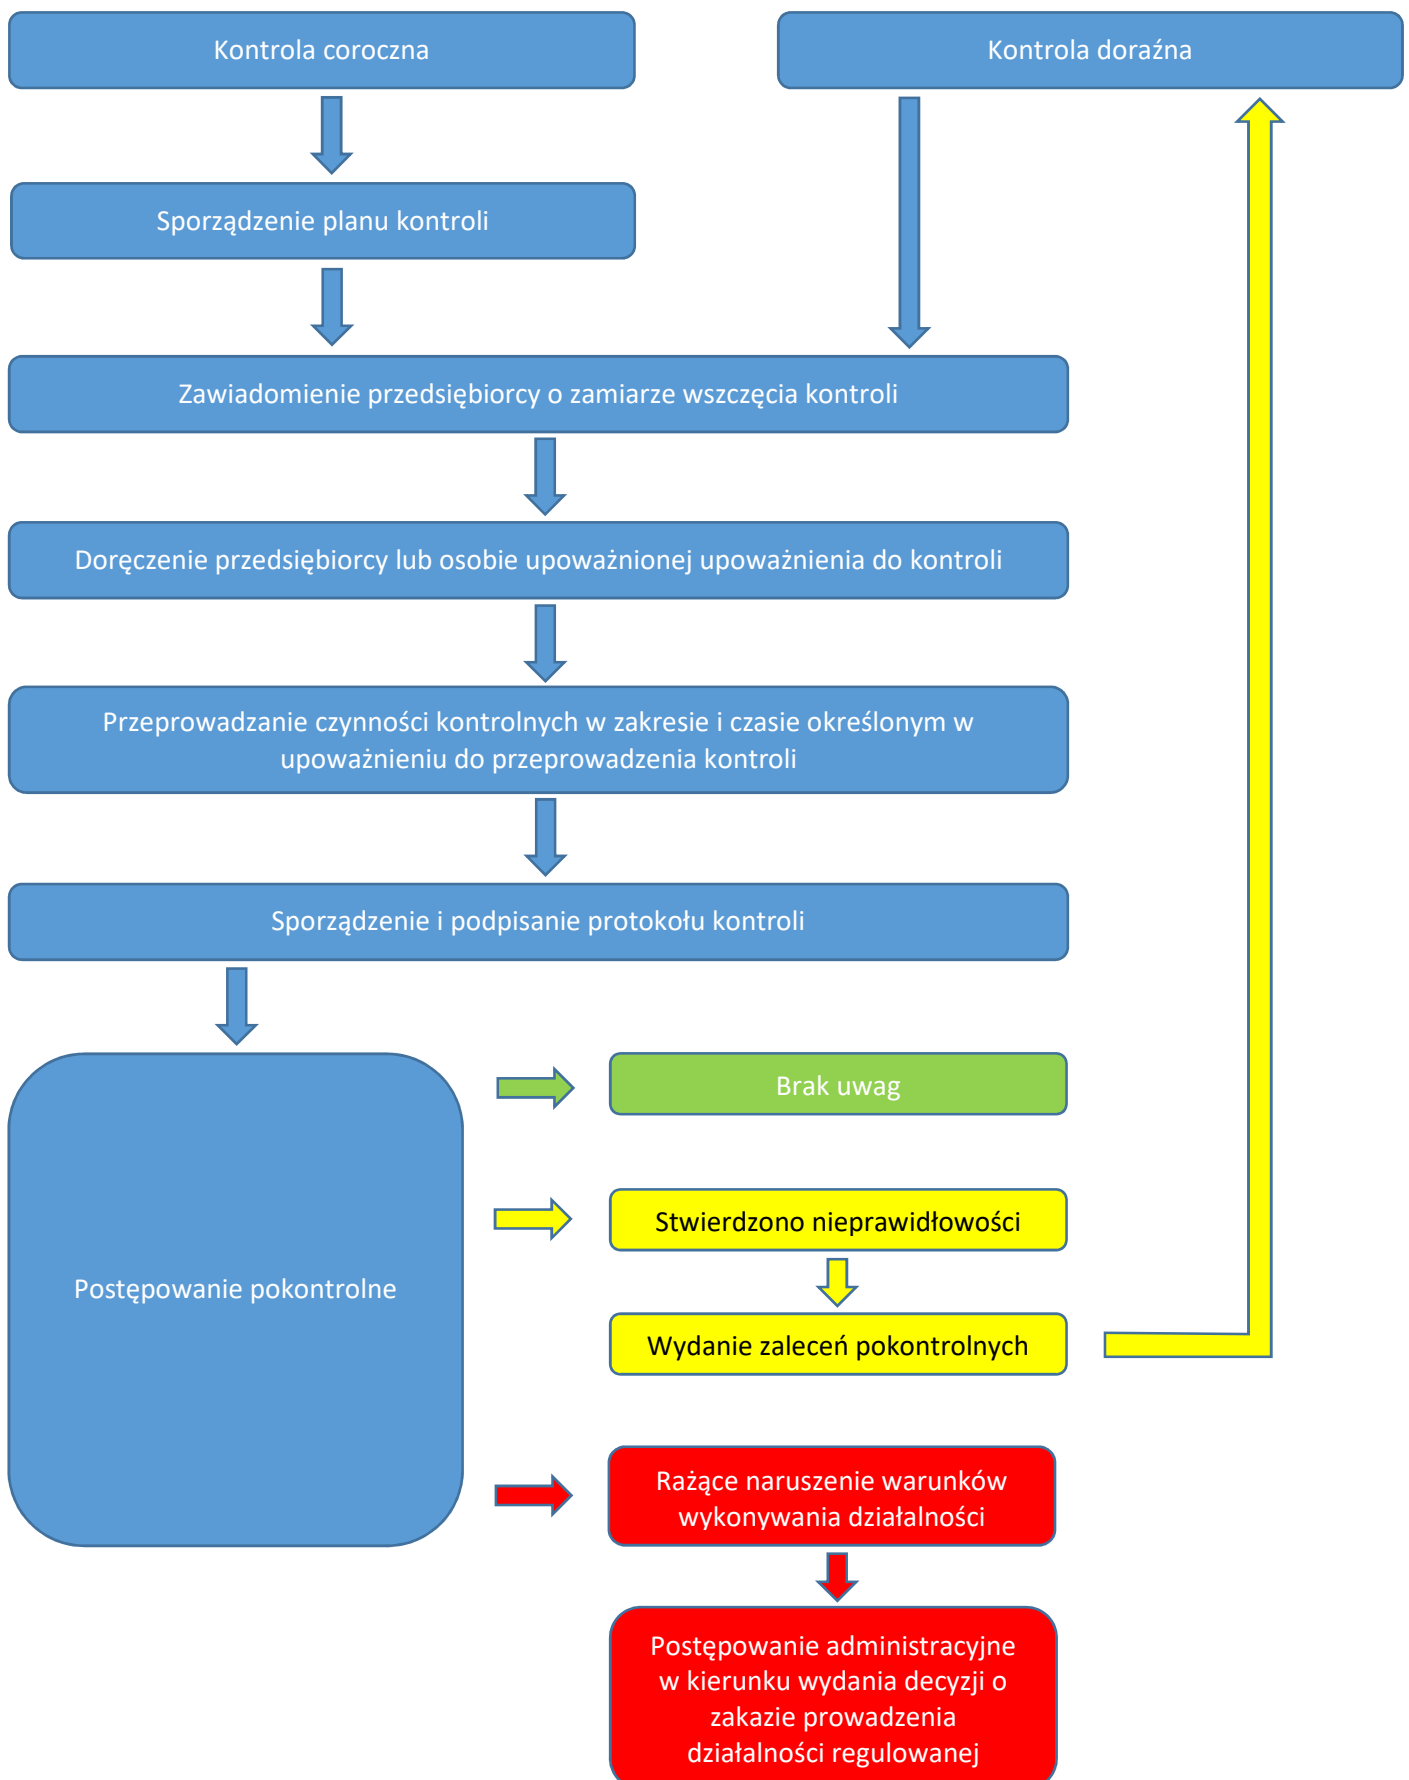 Kontrola coroczna
Kontrola doraźna
Sporządzenie planu kontroli
Zawiadomienie przedsiębiorcy o zamiarze wszczęcia kontroli
Doręczenie przedsiębiorcy lub osobie upoważnionej upoważnienia do kontroli
Przeprowadzanie czynności kontrolnych w zakresie i czasie określonym w
upoważnieniu do przeprowadzenia kontroli
Sporządzenie i podpisanie protokołu kontroli
Postępowanie pokontrolne
Brak uwag
Stwierdzono nieprawidłowości
Wydanie zaleceń pokontrolnych
Rażące naruszenie warunków
wykonywania działalności
Postępowanie administracyjne
w kierunku wydania decyzji o
zakazie prowadzenia
działalności regulowanej